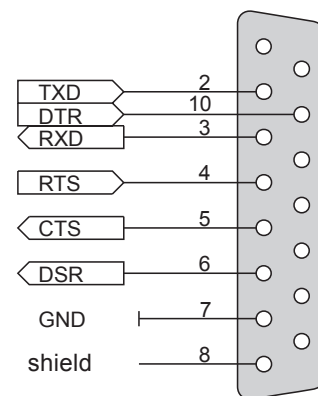 TXD 2
DTR 10
RXD 3
RTS 4
CTS 5
DSR 6
GND 7
shield 8